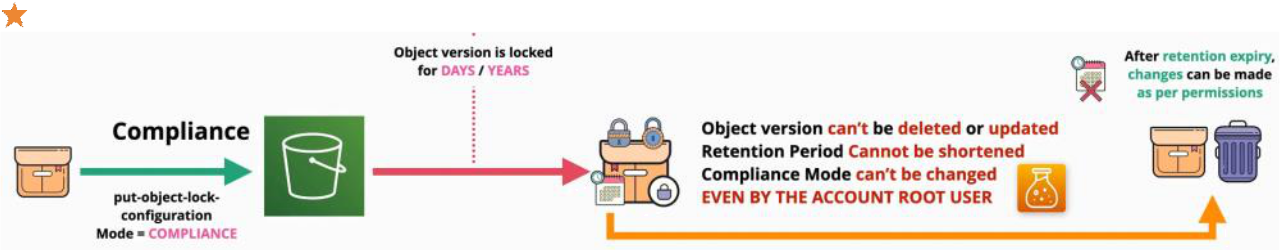 Object version is locked
for DAYS / YEARS
After retention expiry,
changes can be made
as per permissions
Compliance
put-object-lock-
configuration
Mode = COMPLIANCE
Object version can't be deleted or updated
Retention Period Cannot be shortened
Compliance Mode can't be changed
EVEN BY THE ACCOUNT ROOT USER